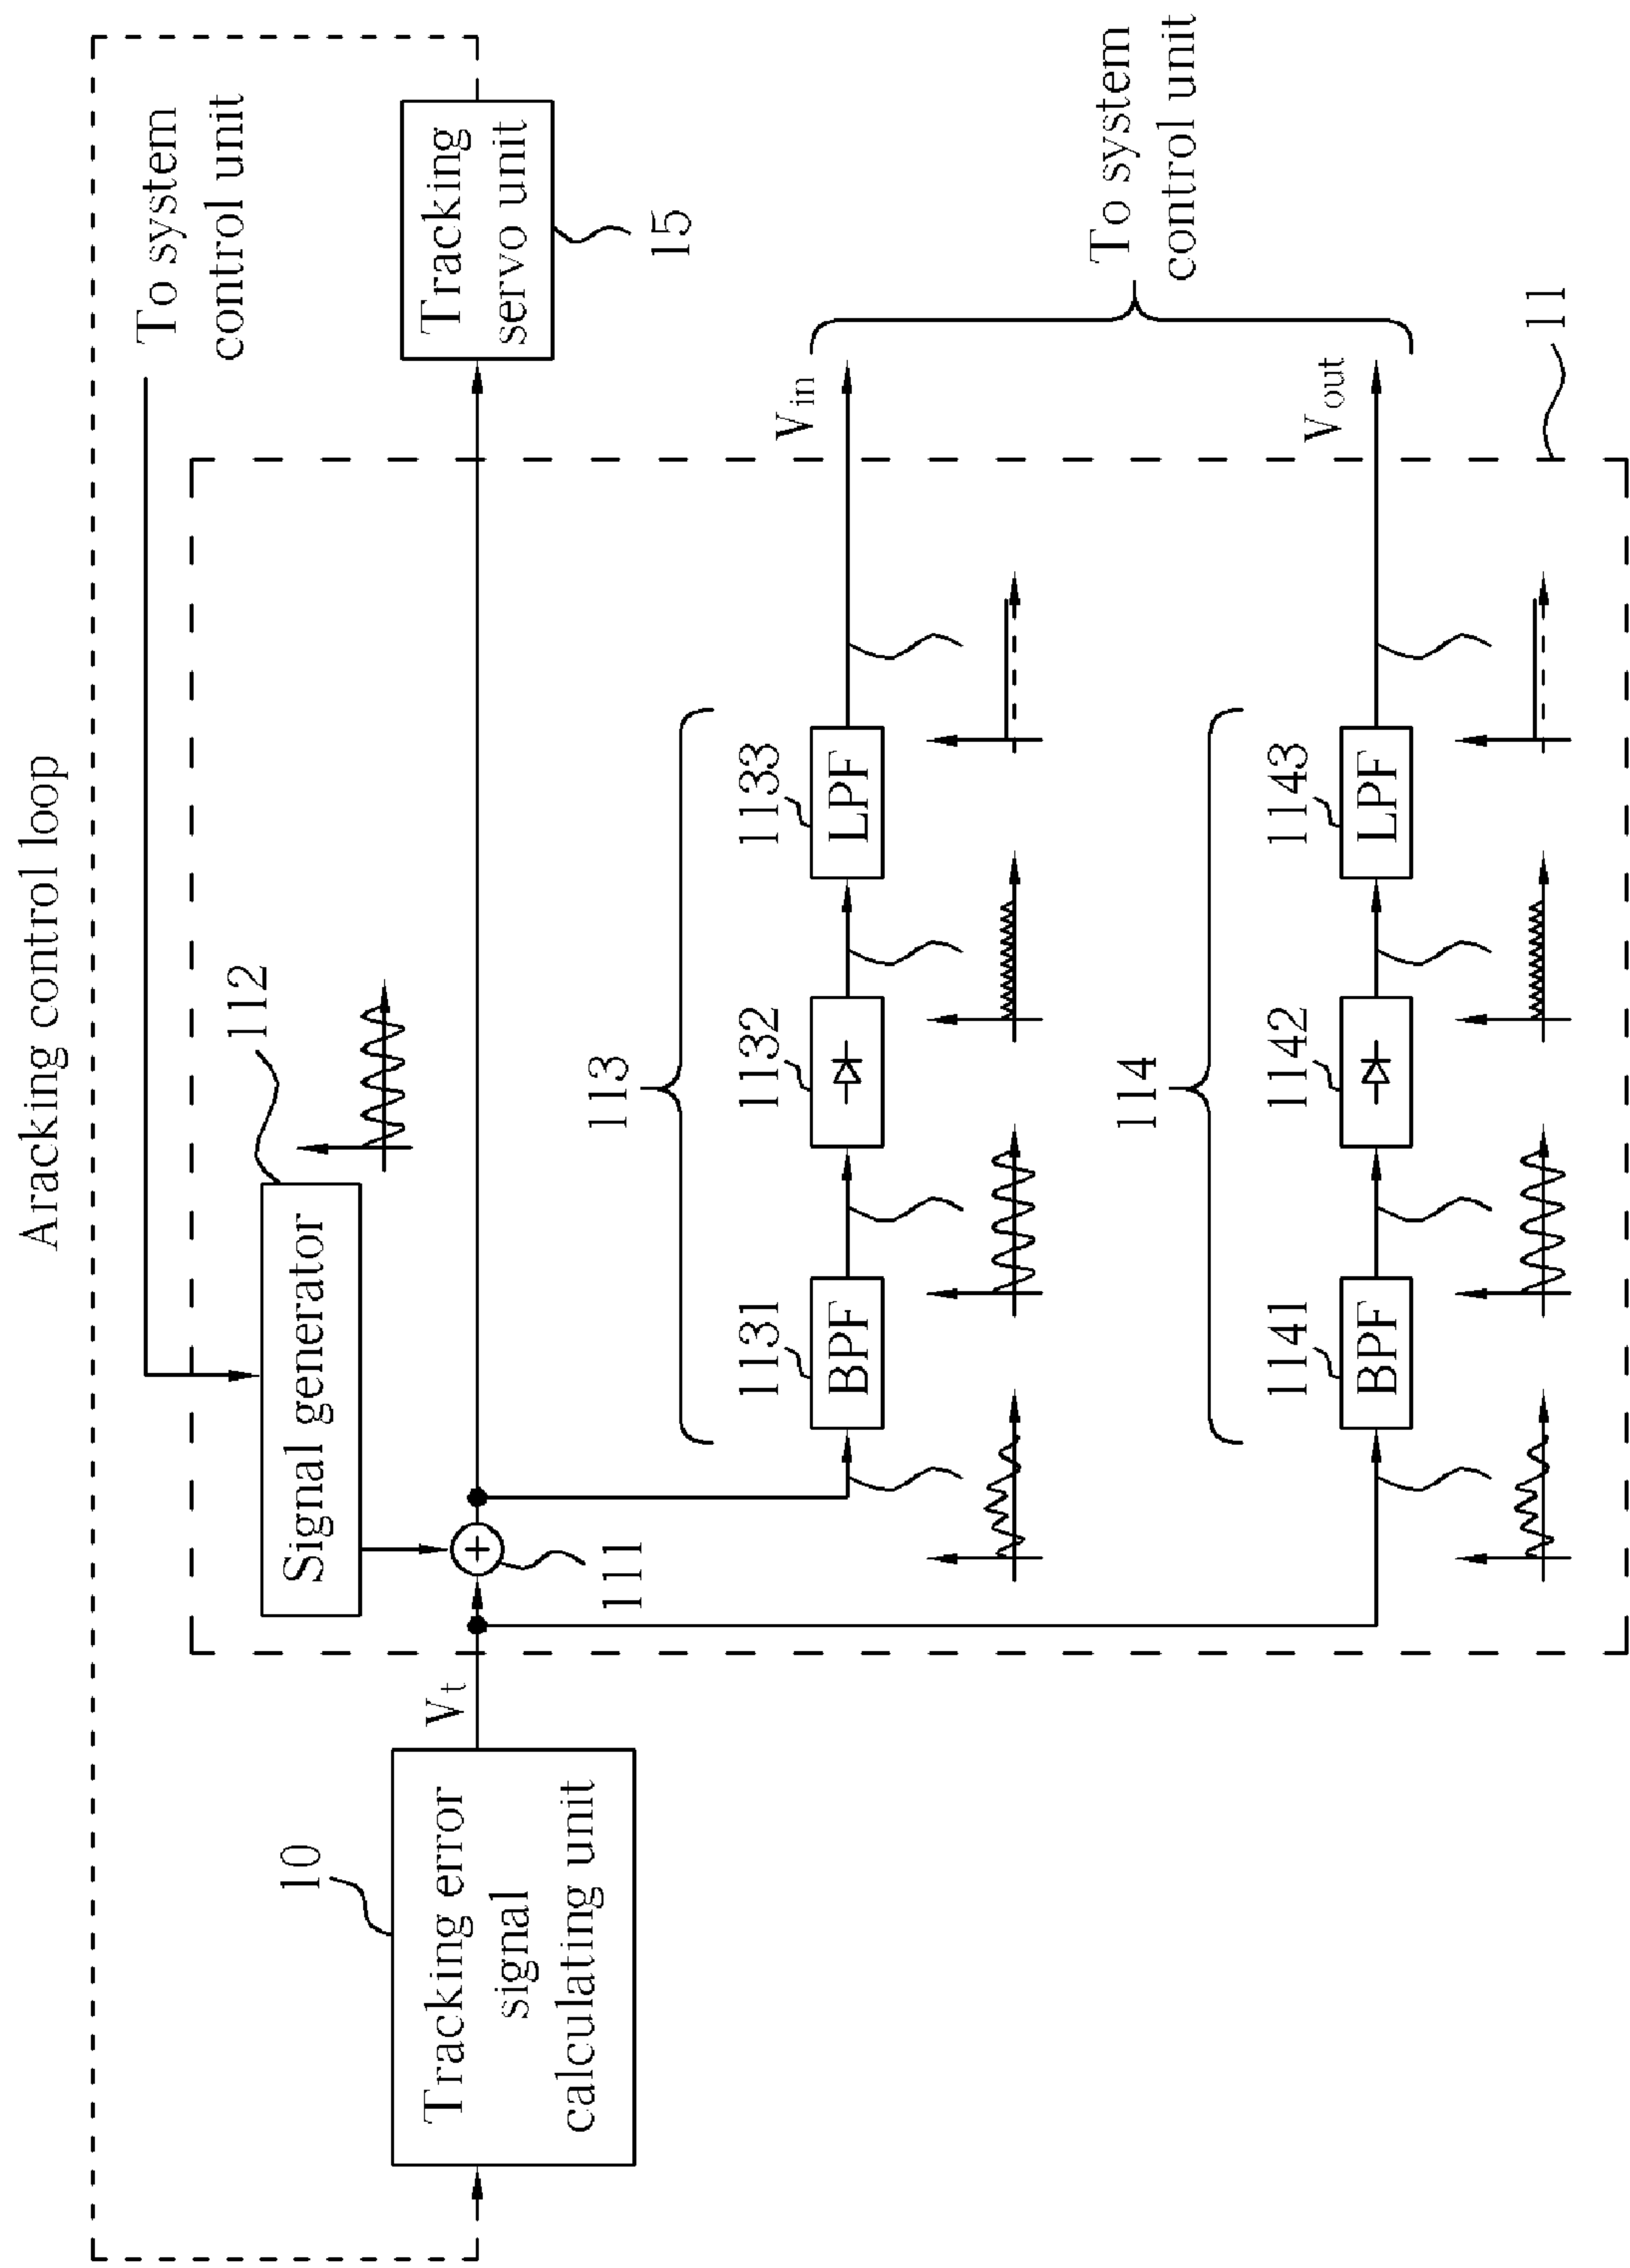 Aracking control loop
To system
control unit
112
Signal generator
Tracking
servo unit
15
10
Tracking error
signal
calculating unit
Vt
111
113
1131
BPF
1132
1133
LPF
Vin
To system
control unit
114
1141
BPF
1142
1143
LPF
Vout
11